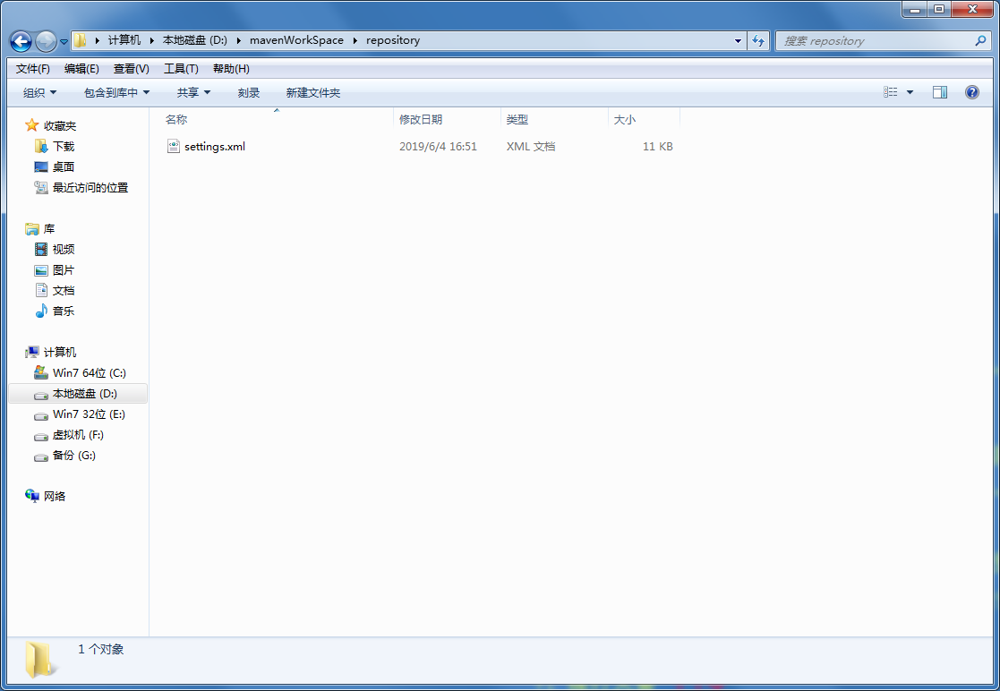 计算机 本地磁盘 (D:) mavenWorkSpace repository
搜索 repository
文件(F) 编辑(E) 查看(V) 工具(T) 帮助(H)
组织 包含到库中 共享 刻录 新建文件夹
名称 修改日期 类型 大小
settings.xml 2019/6/4 16:51 XML 文档 11 KB
收藏夹
下载
桌面
最近访问的位置
库
视频
图片
文档
音乐
计算机
Win7 64位 (C:)
本地磁盘 (D:)
Win7 32位 (E:)
虚拟机 (F:)
备份 (G:)
网络
1 个对象